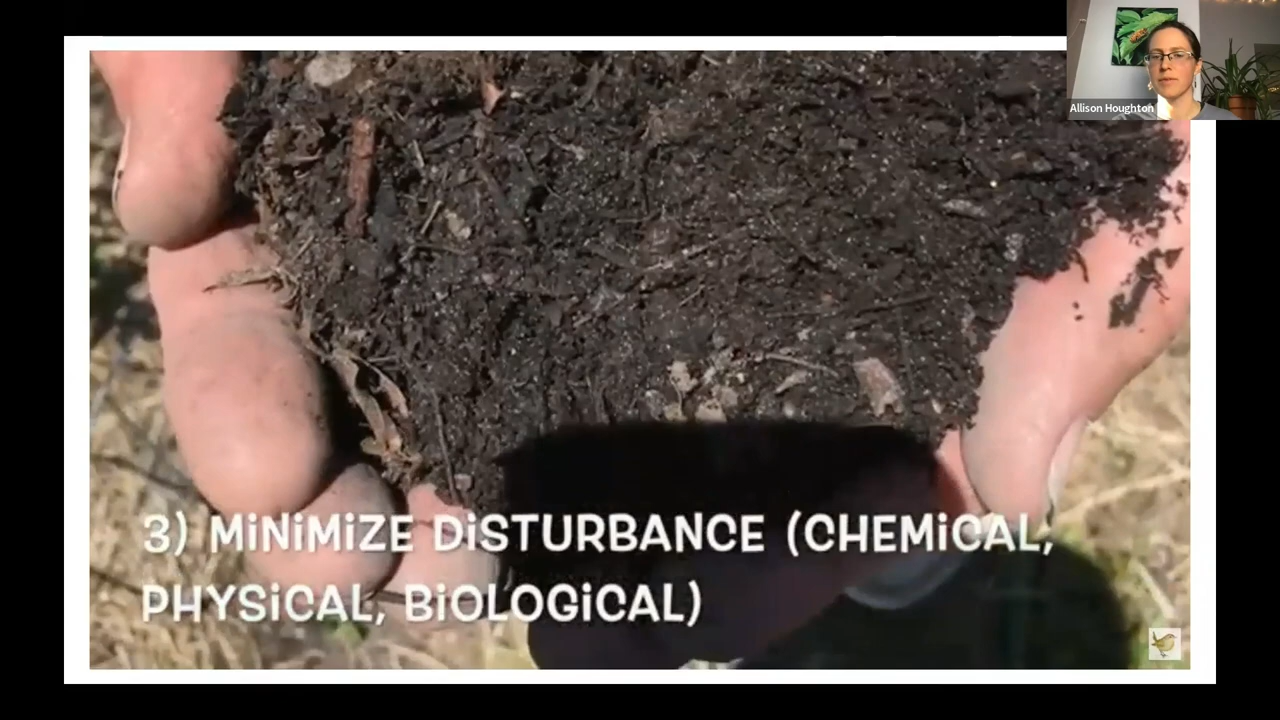 Allison Houghton
3) MiNiMiZE DiSTURBANCE (CHEMiCAL,
PHYSiCAL, BiOLOGiCAL)